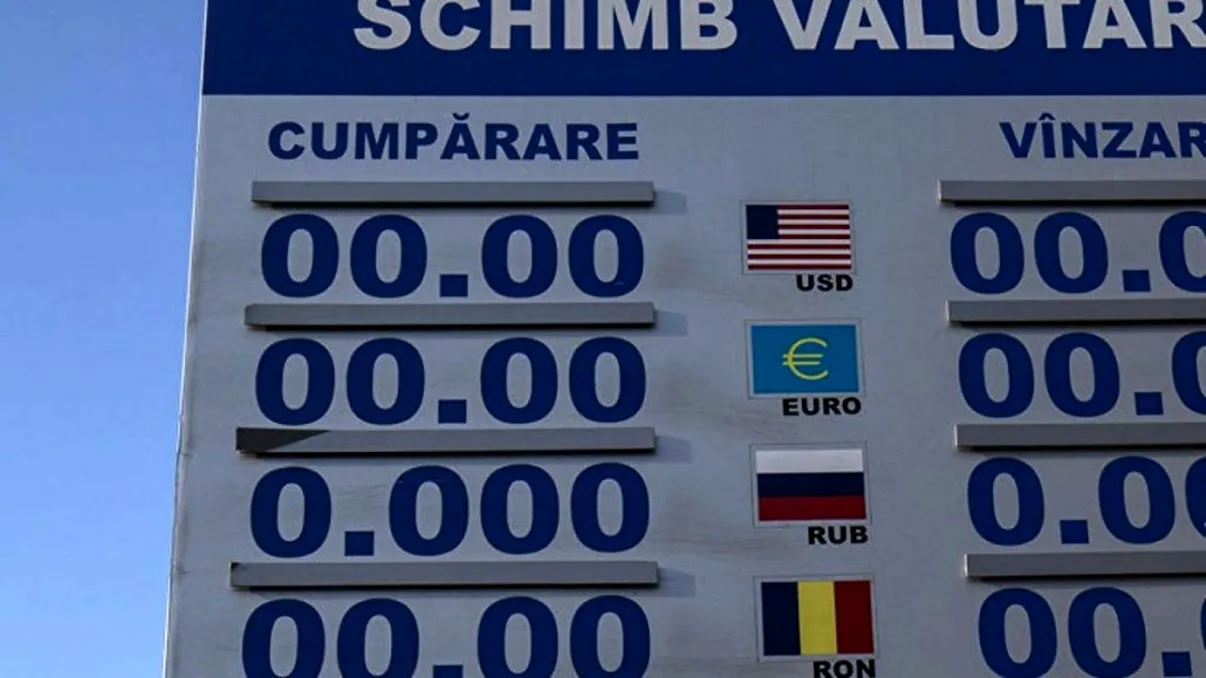 SCHIMB VALUTAR
CUMPĂRARE VÎNZAR
00.00 USD 00.0
00.00 € EURO 00.0
0.000 RUB 0.00
00.00 RON 00.0